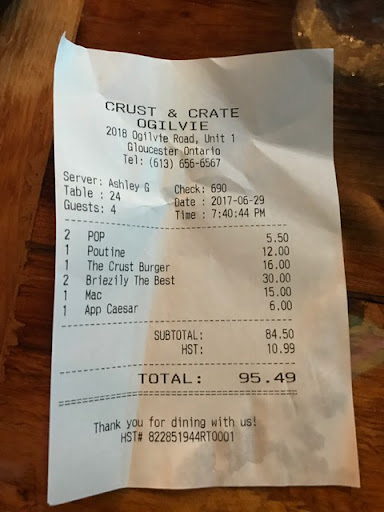 CRUST & CRATE
OGILVIE
2018 Ogilvie Road, Unit 1
Gloucester Ontario
Tel: (613) 656-6567
Server: Ashley G Check: 690
Table : 24 Date : 2017-06-29
Guests: 4 Time : 7:40:44 PM
2 POP 5.50
1 Poutine 12.00
1 The Crust Burger 16.00
2 Briezily The Best 30.00
1 Mac 15.00
1 App Caesar 6.00
SUBTOTAL: 84.50
HST: 10.99
TOTAL: 95.49
Thank you for dining with us!
HST# 822851944RT0001